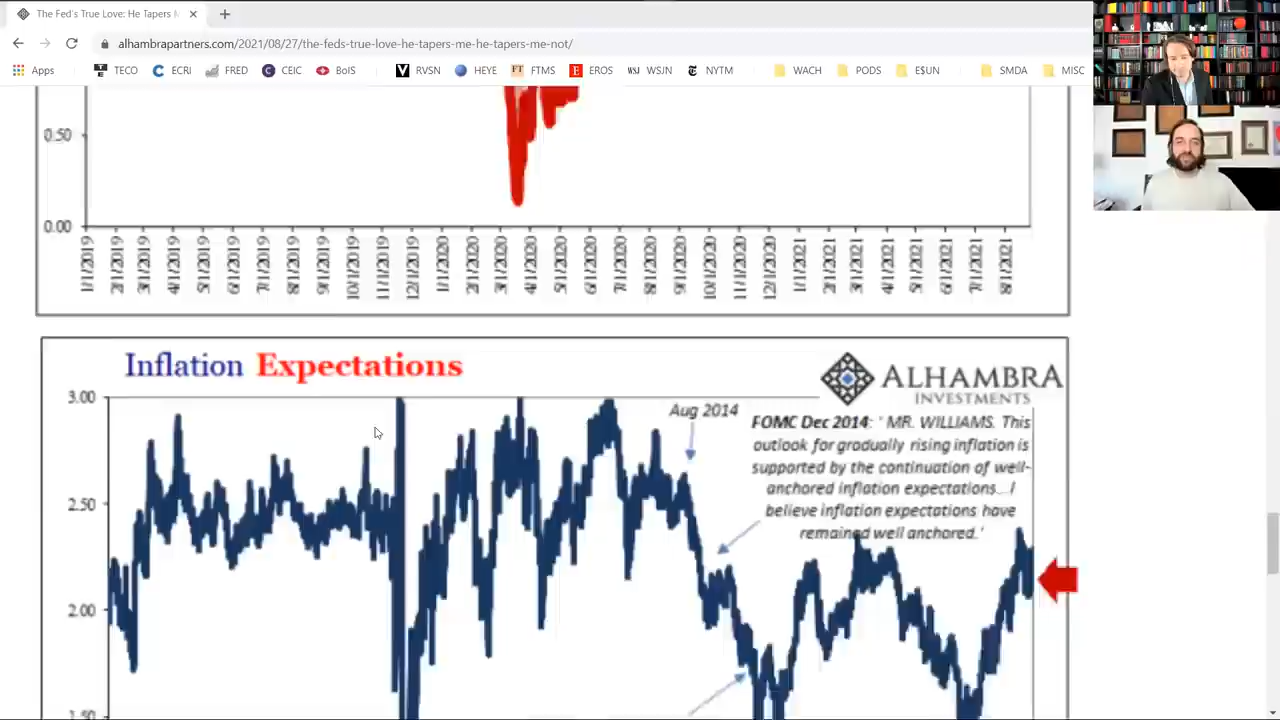 The Fed's True Love: He Tapers M
alhambrapartners.com/2021/08/27/the-feds-true-love-
Apps TECO ECRI FRED CEIC BoIS RVSN HEYE FTMS EROS WSJN NYTM WACH PODS E$UN SMDA MISC
0.50
0.00
1/1/2019 2/1/2019 3/1/2019 4/1/2019 5/1/2019 6/1/2019 7/1/2019 8/1/2019 9/1/2019 10/1/2019 11/1/2019 12/1/2019 1/1/2020 2/1/2020 3/1/2020 4/1/2020 5/1/2020 6/1/2020 7/1/2020 8/1/2020 9/1/2020 10/1/2020 11/1/2020 12/1/2020 1/1/2021 2/1/2021 3/1/2021 4/1/2021 5/1/2021 6/1/2021 7/1/2021 8/1/2021
Inflation Expectations
ALHAMBRA
INVESTMENTS
3.00
Aug 2014
FOMC Dec 2014: ' MR. WILLIAMS. This
outlook for gradually rising inflation is
supported by the continuation of well-
anchored inflation expectations...I
believe inflation expectations have
remained well anchored.'
2.50
2.00
1.50